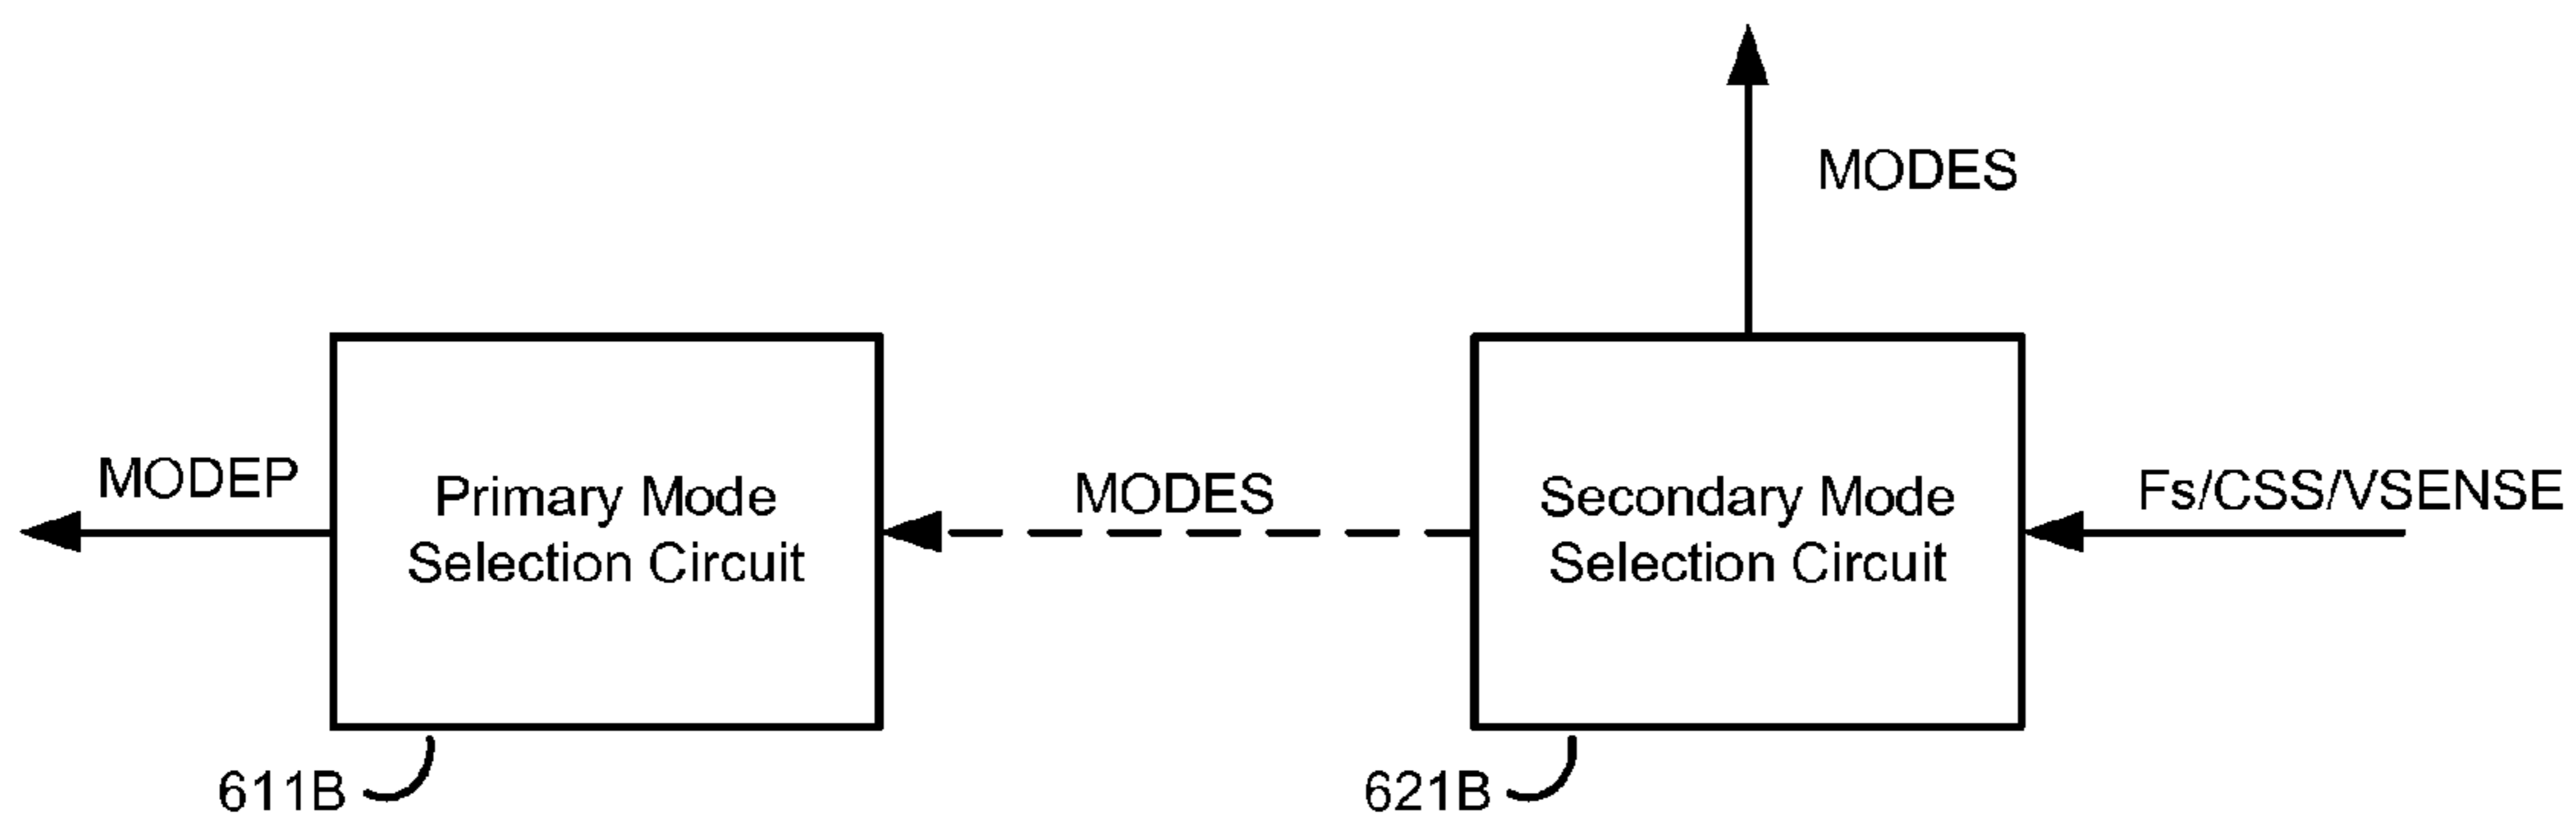 MODES
MODEP
Primary Mode
Selection Circuit
MODES
Secondary Mode
Selection Circuit
Fs/CSS/VSENSE
611B
621B